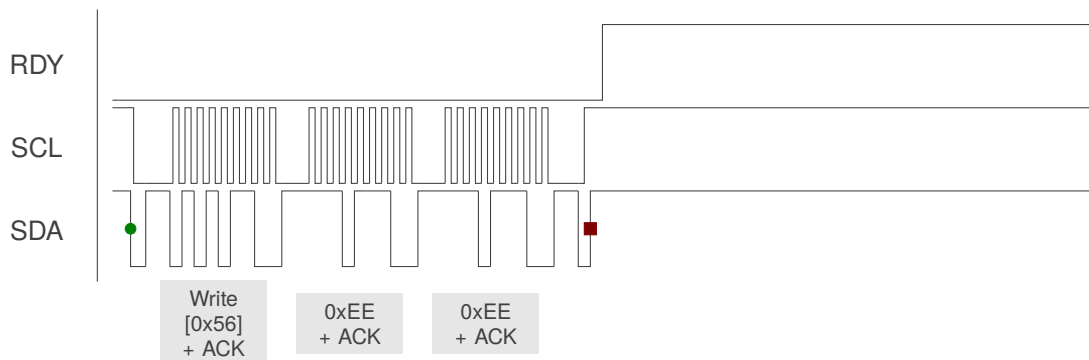 RDY
SCL
SDA
Write
[0x56]
+ ACK
0xEE
+ ACK
0xEE
+ ACK